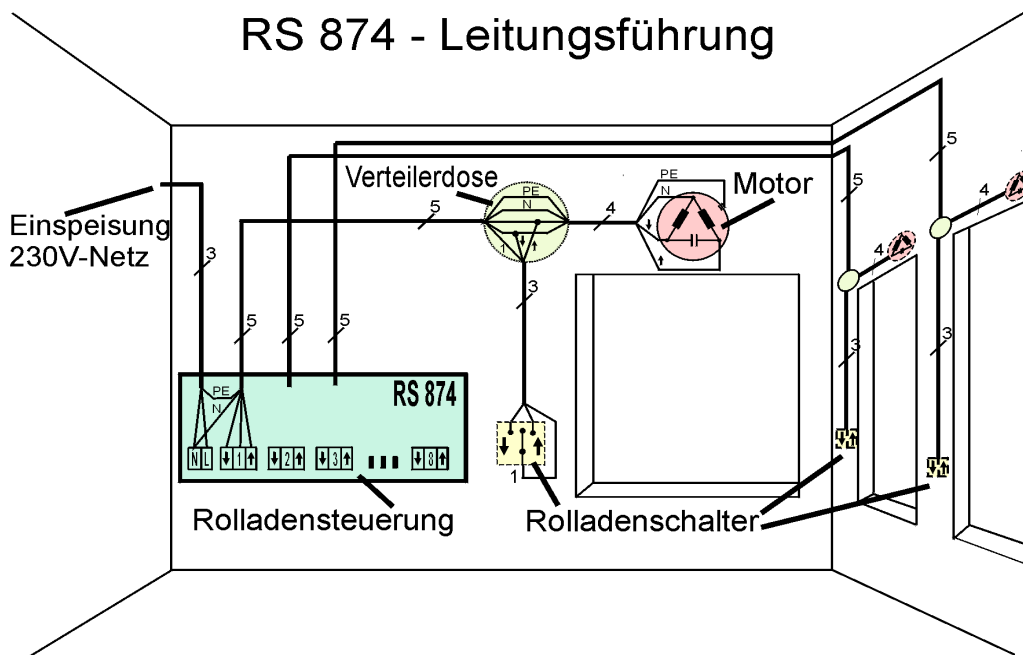 RS 874 - Leitungsführung
Einspeisung
230V-Netz
Verteilerdose
Motor
PE
N
PE
N
1
5
4
3
5
4
3
5
4
3
3
5
5
5
RS 874
PE
N
N L
↓ 1 ↑
↓ 2 ↑
↓ 3 ↑
↓ 8 ↑
1
Rolladensteuerung
Rolladenschalter